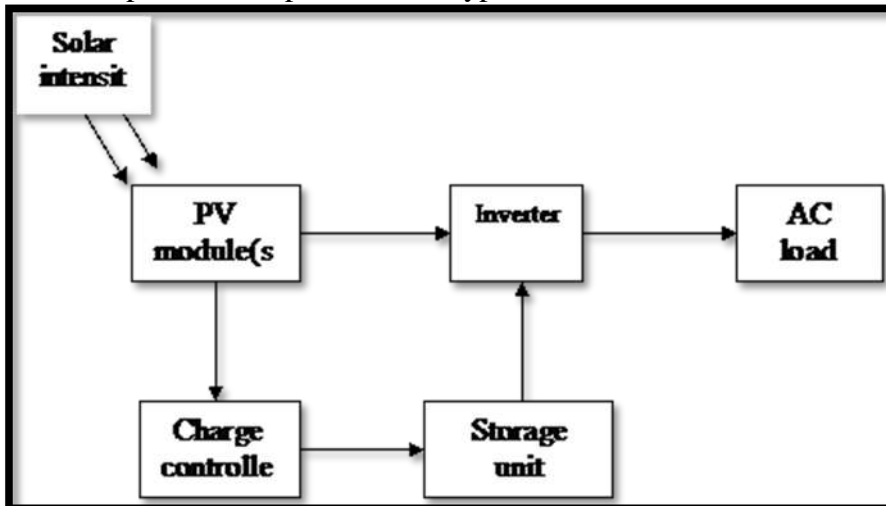 Solar
intensit
PV
module(s
Inverter
AC
load
Charge
controlle
Storage
unit